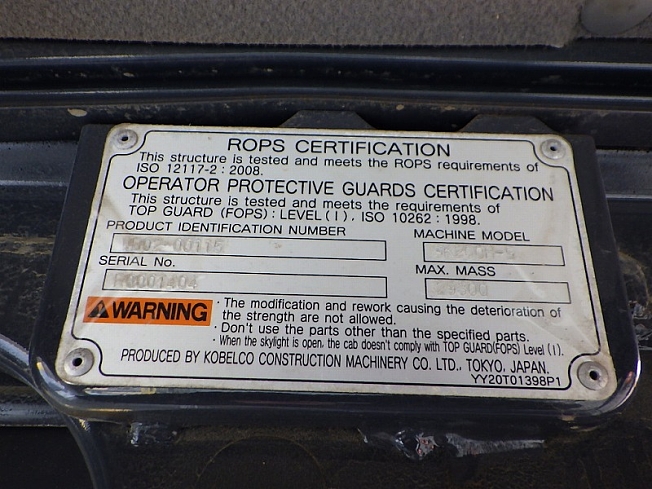 ROPS CERTIFICATION
This structure is tested and meets the ROPS requirements of
ISO 12117-2 : 2008.
OPERATOR PROTECTIVE GUARDS CERTIFICATION
This structure is tested and meets the requirements of
TOP GUARD (FOPS) : LEVEL (I), ISO 10262 : 1998.
PRODUCT IDENTIFICATION NUMBER
MACHINE MODEL
SERIAL No.
MAX. MASS
WARNING
· The modification and rework causing the deterioration of
the strength are not allowed.
· Don't use the parts other than the specified parts.
· When the skylight is open, the cab doesn't comply with TOP GUARD(FOPS) Level (I).
PRODUCED BY KOBELCO CONSTRUCTION MACHINERY CO. LTD., TOKYO, JAPAN.
YY20T01398P1